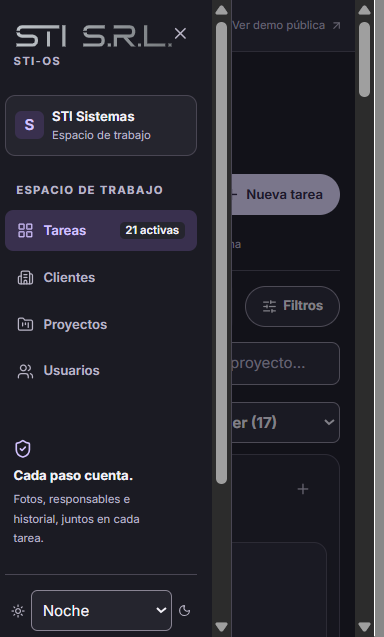 STI S.R.L.
STI-OS
Ver demo pública
S
STI Sistemas
Espacio de trabajo
ESPACIO DE TRABAJO
Nueva tarea
Tareas
21 activas
na
Clientes
Filtros
Proyectos
proyecto...
Usuarios
er (17)
Cada paso cuenta.
Fotos, responsables e
historial, juntos en cada
tarea.
Noche